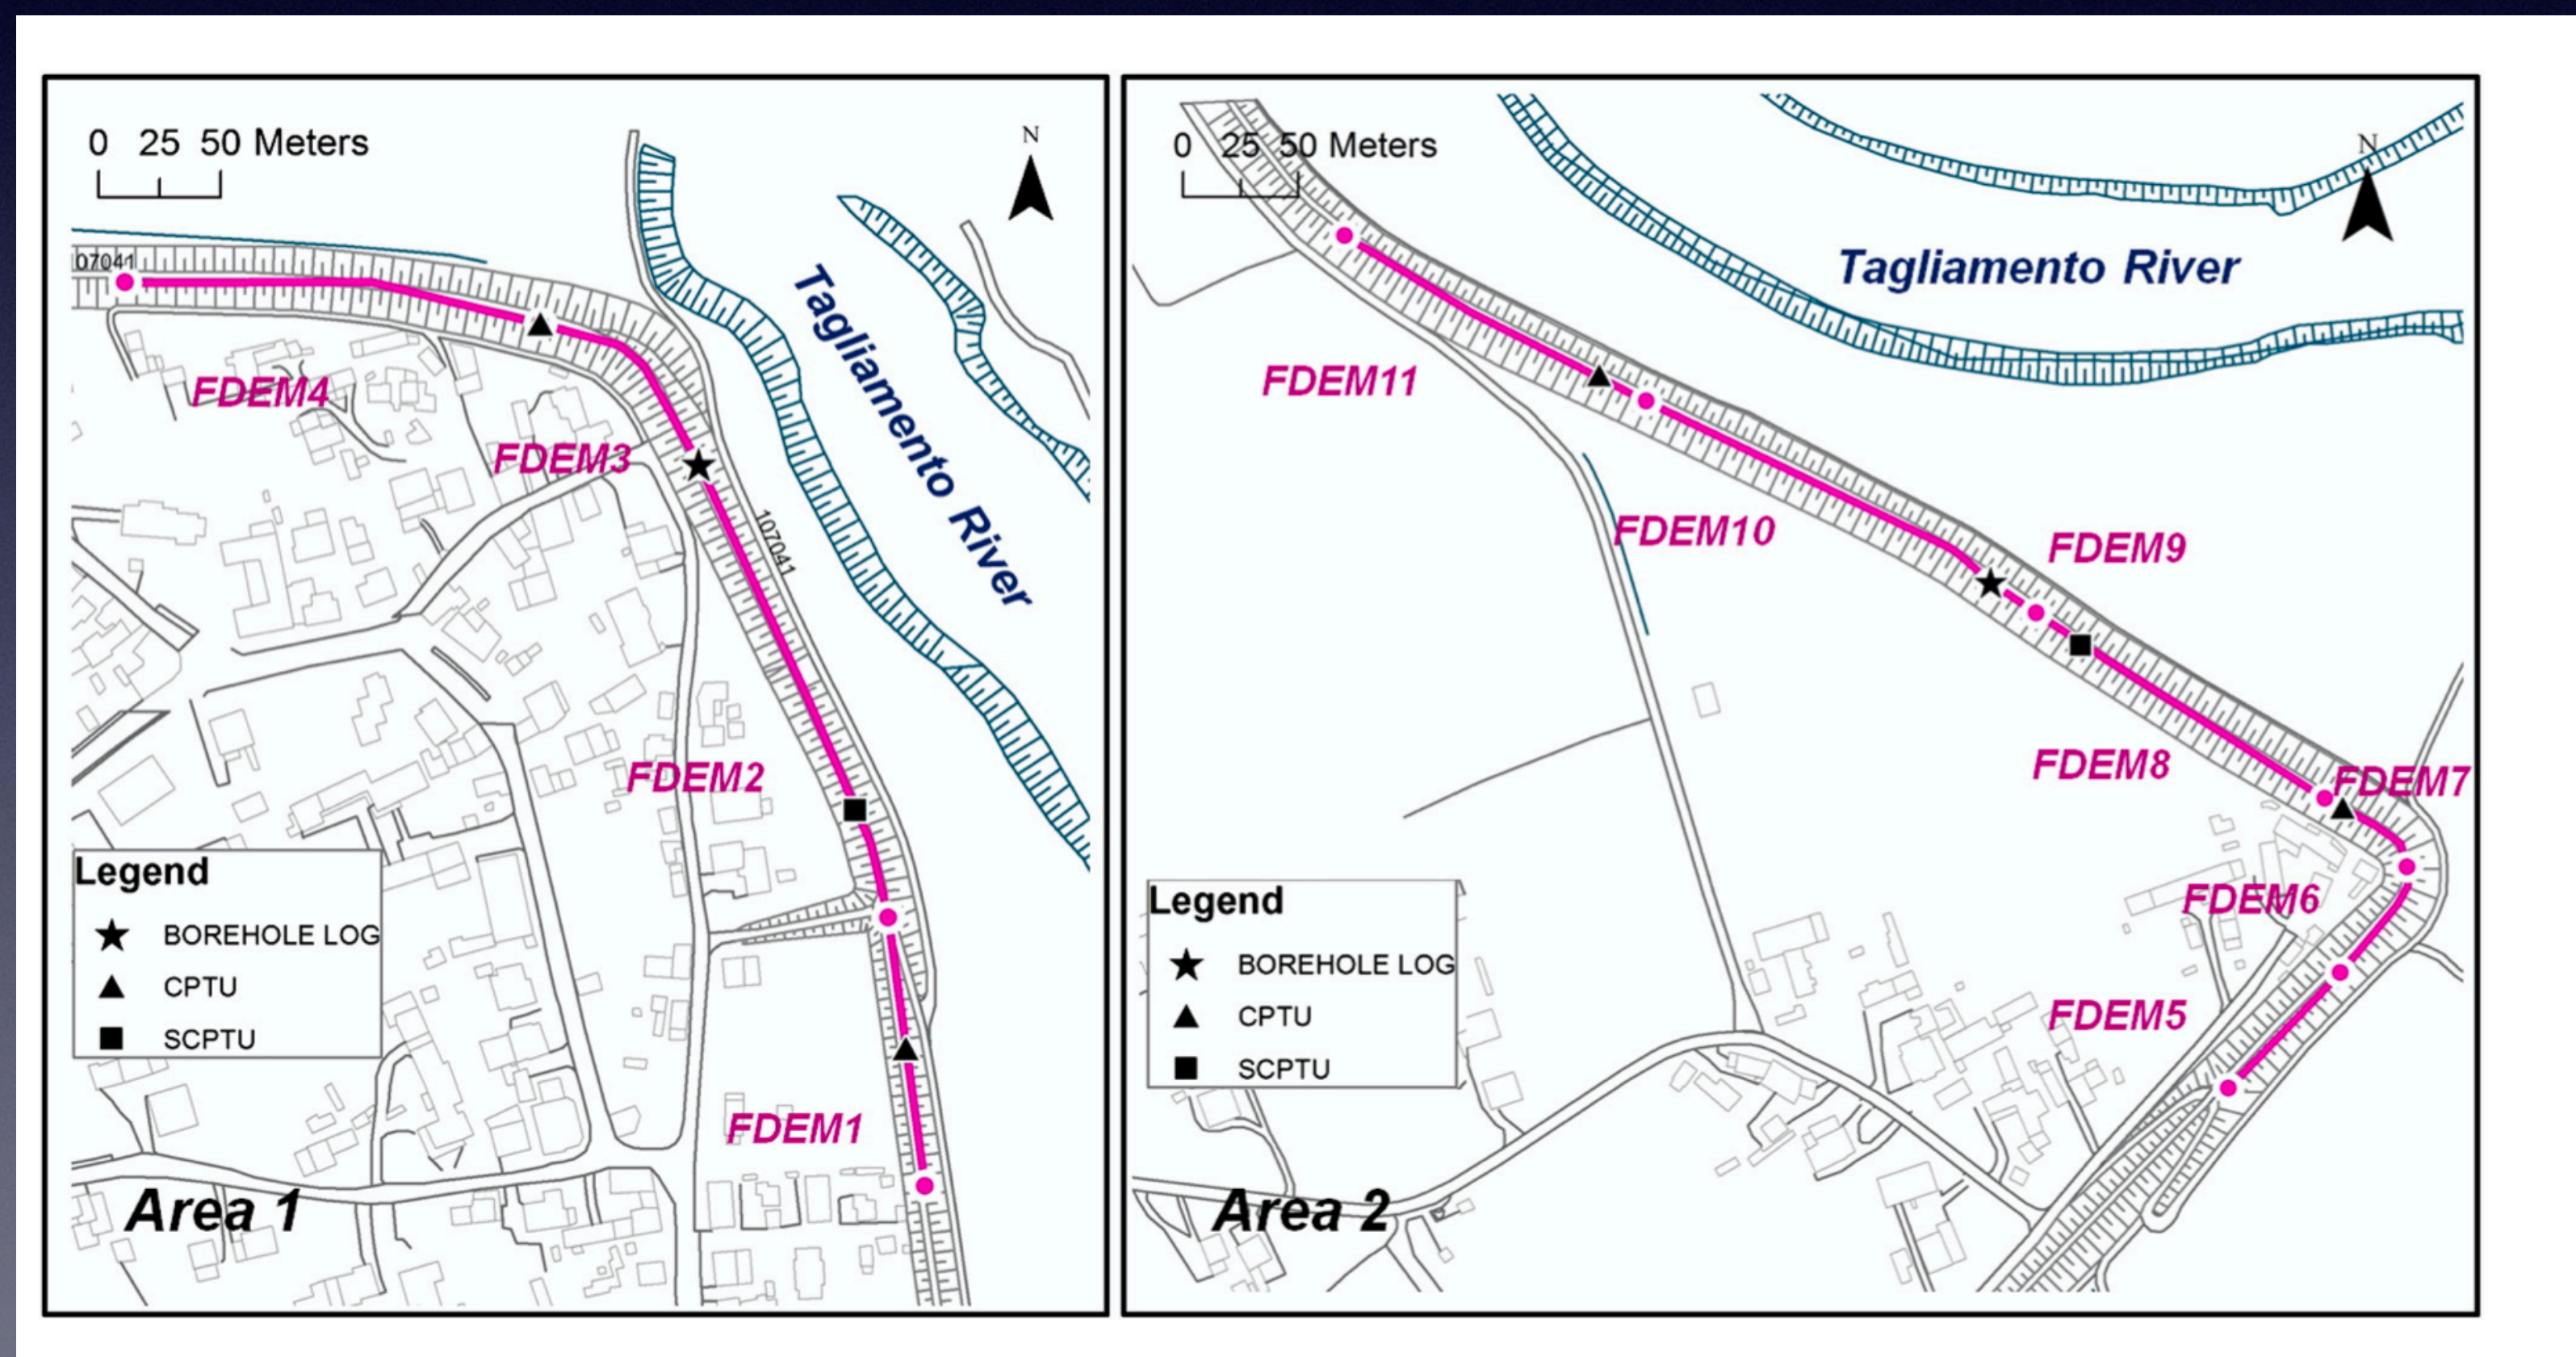 0 25 50 Meters
N
07041
Tagliamento River
FDEM4
FDEM3
107041
FDEM2
Legend
BOREHOLE LOG
CPTU
SCPTU
FDEM1
Area 1
0 25 50 Meters
N
Tagliamento River
FDEM11
FDEM10
FDEM9
FDEM8
FDEM7
FDEM6
Legend
BOREHOLE LOG
CPTU
SCPTU
FDEM5
Area 2